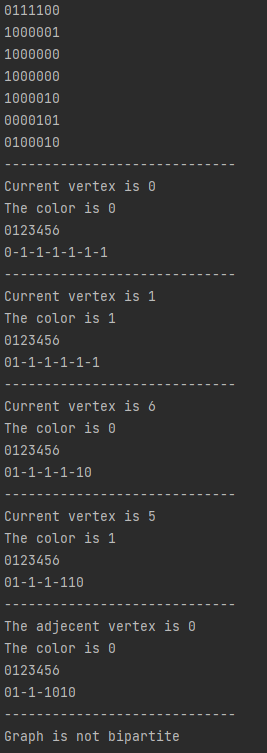 0111100
1000001
1000000
1000000
1000010
0000101
0100010
-----------------------------
Current vertex is 0
The color is 0
0123456
0-1-1-1-1-1-1
-----------------------------
Current vertex is 1
The color is 1
0123456
01-1-1-1-1-1
-----------------------------
Current vertex is 6
The color is 0
0123456
01-1-1-1-10
-----------------------------
Current vertex is 5
The color is 1
0123456
01-1-1-110
-----------------------------
The adjecent vertex is 0
The color is 0
0123456
01-1-1010
-----------------------------
Graph is not bipartite